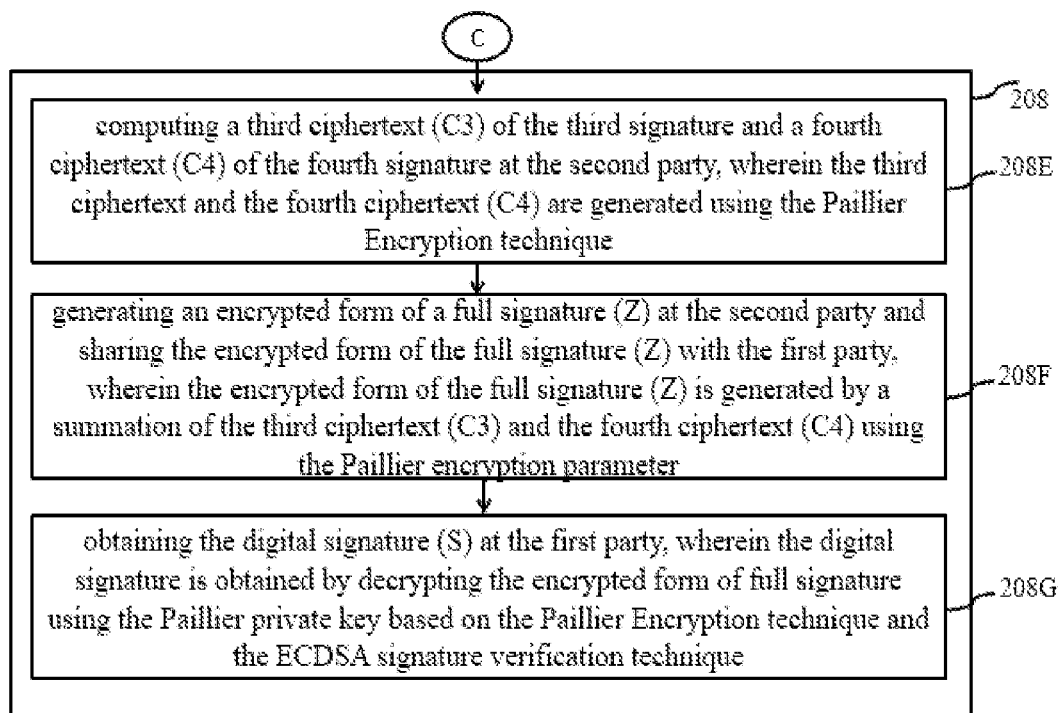 C
208
computing a third ciphertext (C3) of the third signature and a fourth
ciphertext (C4) of the fourth signature at the second party, wherein the third
ciphertext and the fourth ciphertext (C4) are generated using the Paillier
Encryption technique
208E
generating an encrypted form of a full signature (Z) at the second party and
sharing the encrypted form of the full signature (Z) with the first party,
wherein the encrypted form of the full signature (Z) is generated by a
summation of the third ciphertext (C3) and the fourth ciphertext (C4) using
the Paillier encryption parameter
208F
obtaining the digital signature (S) at the first party, wherein the digital
signature is obtained by decrypting the encrypted form of full signature
using the Paillier private key based on the Paillier Encryption technique and
the ECDSA signature verification technique
208G